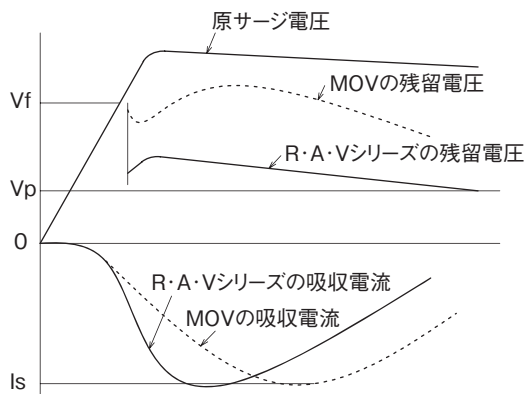 原サージ電圧
Vf
MOVの残留電圧
R・A・Vシリーズの残留電圧
Vp
0
R・A・Vシリーズの吸収電流
MOVの吸収電流
Is